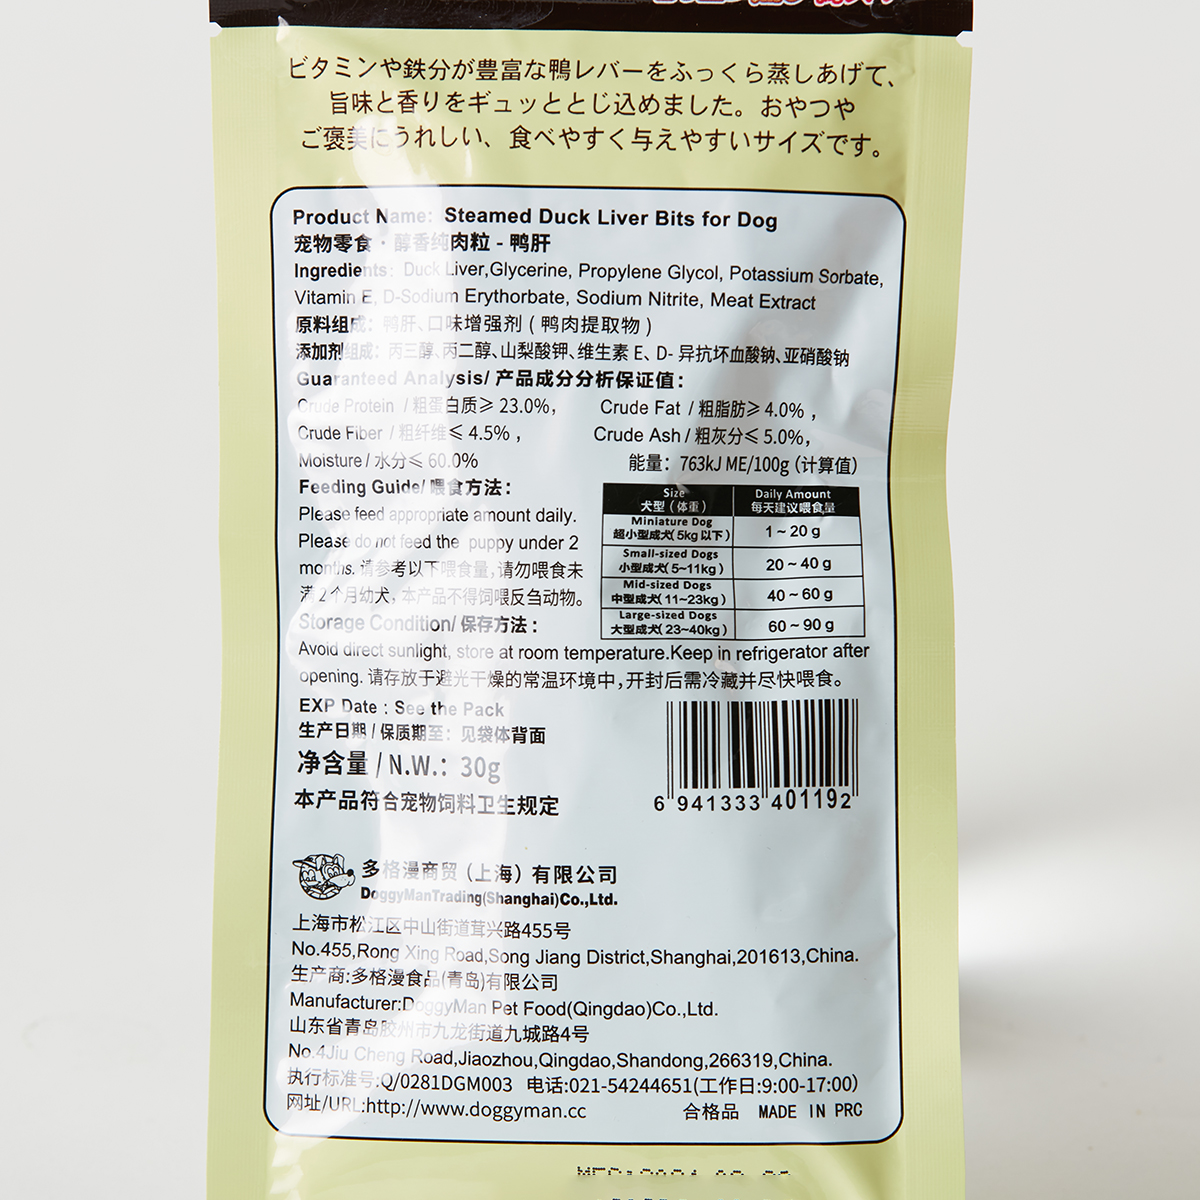 ビタミンや鉄分が豊富な鴨レバーをふっくら蒸しあげて、
旨味と香りをギュッととじ込めました。おやつや
ご褒美にうれしい、食べやすく与えやすいサイズです。
Product Name: Steamed Duck Liver Bits for Dog
宠物零食·醇香纯肉粒 - 鸭肝
Ingredients: Duck Liver,Glycerine, Propylene Glycol, Potassium Sorbate,
Vitamin E, D-Sodium Erythorbate, Sodium Nitrite, Meat Extract
原料组成: 鸭肝、口味增强剂 ( 鸭肉提取物 )
添加剂组成: 丙三醇、丙二醇、山梨酸钾、维生素 E、D- 异抗坏血酸钠、亚硝酸钠
Guaranteed Analysis/ 产品成分分析保证值:
Crude Protein / 粗蛋白质≥ 23.0%, Crude Fat / 粗脂肪≥ 4.0% ,
Crude Fiber / 粗纤维≤ 4.5% , Crude Ash / 粗灰分≤ 5.0%,
Moisture / 水分≤ 60.0% 能量: 763kJ ME/100g (计算值)
Feeding Guide/ 喂食方法:
Please feed appropriate amount daily.
Please do not feed the puppy under 2
months. 请参考以下喂食量,请勿喂食未
满2个月幼犬, 本产品不得饲喂反刍动物。
Size Daily Amount
犬型 ( 体重 ) 每天建议喂食量
Miniature Dog
超小型成犬( 5kg 以下 ) 1 ~ 20 g
Small-sized Dogs
小型成犬( 5~11kg ) 20 ~ 40 g
Mid-sized Dogs
中型成犬( 11~23kg ) 40 ~ 60 g
Large-sized Dogs
大型成犬( 23~40kg ) 60 ~ 90 g
Storage Condition/ 保存方法 :
Avoid direct sunlight, store at room temperature.Keep in refrigerator after
opening. 请存放于避光干燥的常温环境中,开封后需冷藏并尽快喂食。
EXP Date : See the Pack
生产日期 / 保质期至: 见袋体背面
净含量 / N.W.: 30g
本产品符合宠物饲料卫生规定
6 941333 401192
多格漫商贸 (上海) 有限公司
DoggyManTrading(Shanghai)Co.,Ltd.
上海市松江区中山街道茸兴路455号
No.455,Rong Xing Road,Song Jiang District,Shanghai,201613,China.
生产商:多格漫食品(青岛)有限公司
Manufacturer:DoggyMan Pet Food(Qingdao)Co.,Ltd.
山东省青岛胶州市九龙街道九城路4号
No.4Jiu Cheng Road,Jiaozhou,Qingdao,Shandong,266319,China.
执行标准号:Q/0281DGM003 电话:021-54244651(工作日:9:00-17:00)
网址/URL:http://www.doggyman.cc 合格品 MADE IN PRC